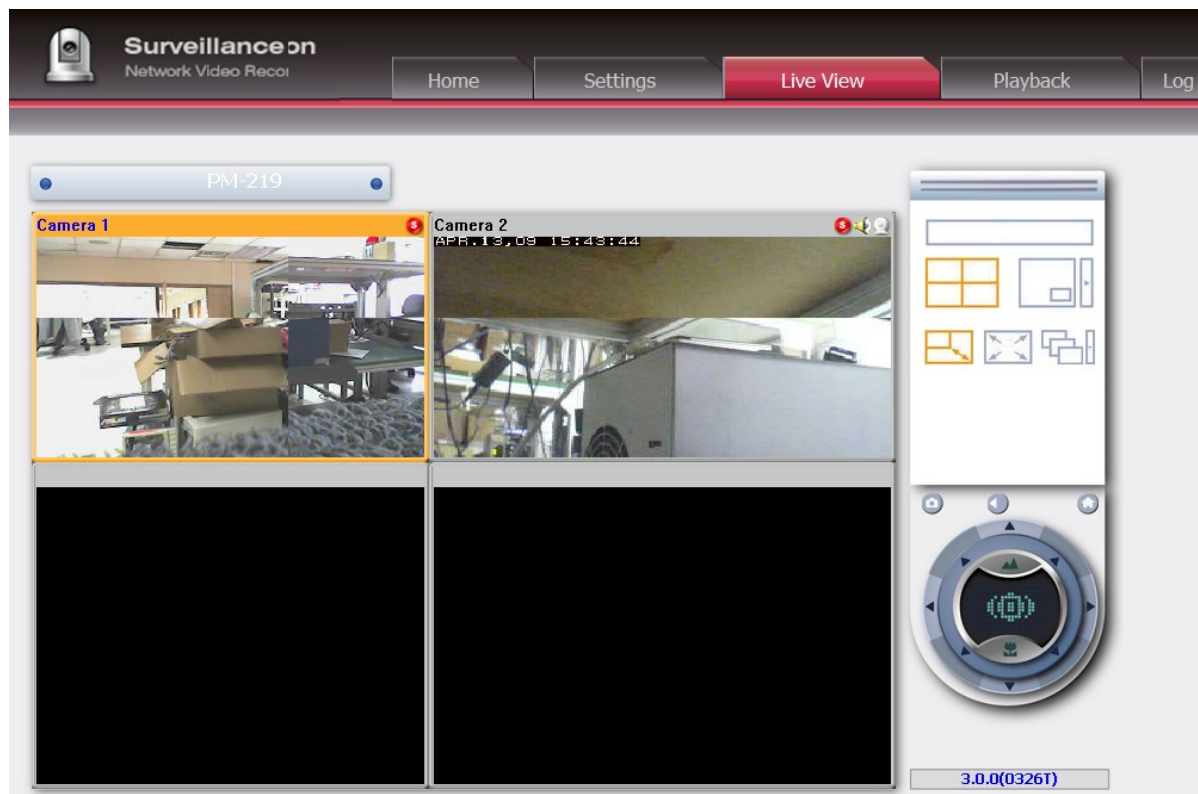 Surveillanceon
Network Video Recor
Home
Settings
Live View
Playback
Log
PM-219
Camera 1
S
Camera 2
S
APR.13,09 15:43:44
3.0.0(0326T)